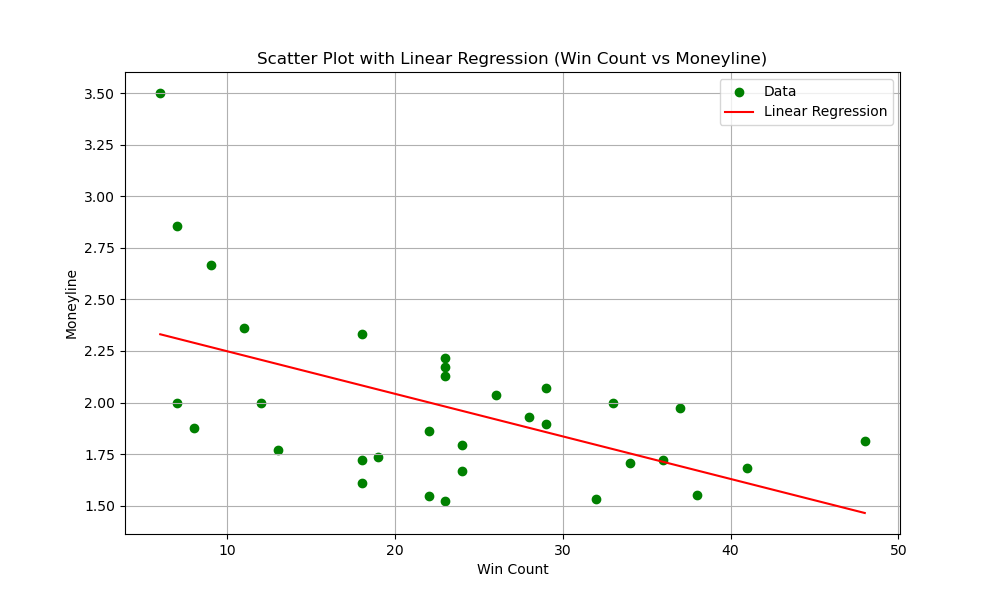 Scatter Plot with Linear Regression (Win Count vs Moneyline)
Data
Linear Regression
Moneyline
3.50
3.25
3.00
2.75
2.50
2.25
2.00
1.75
1.50
10
20
30
40
50
Win Count